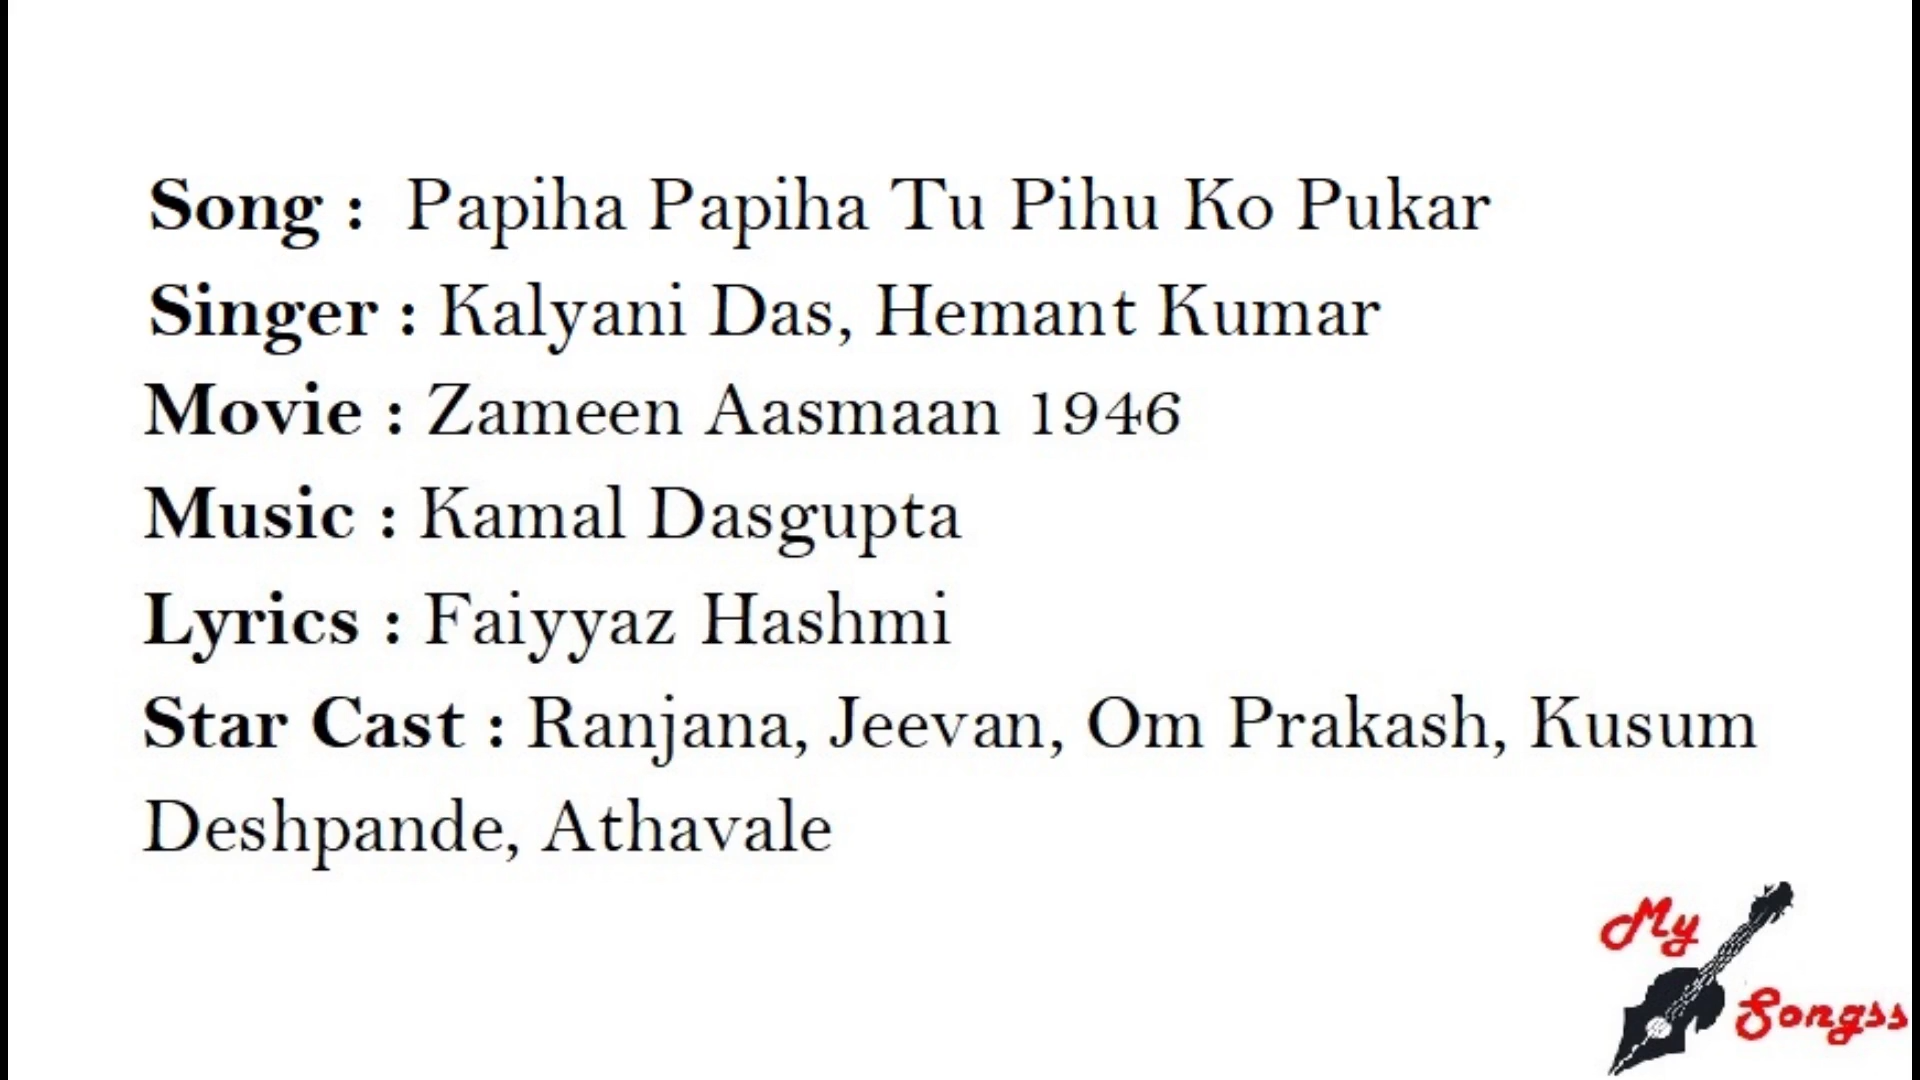 Song :  Papiha Papiha Tu Pihu Ko Pukar
Singer : Kalyani Das, Hemant Kumar
Movie : Zameen Aasmaan 1946
Music : Kamal Dasgupta
Lyrics : Faiyyaz Hashmi
Star Cast : Ranjana, Jeevan, Om Prakash, Kusum
Deshpande, Athavale
My
Songss